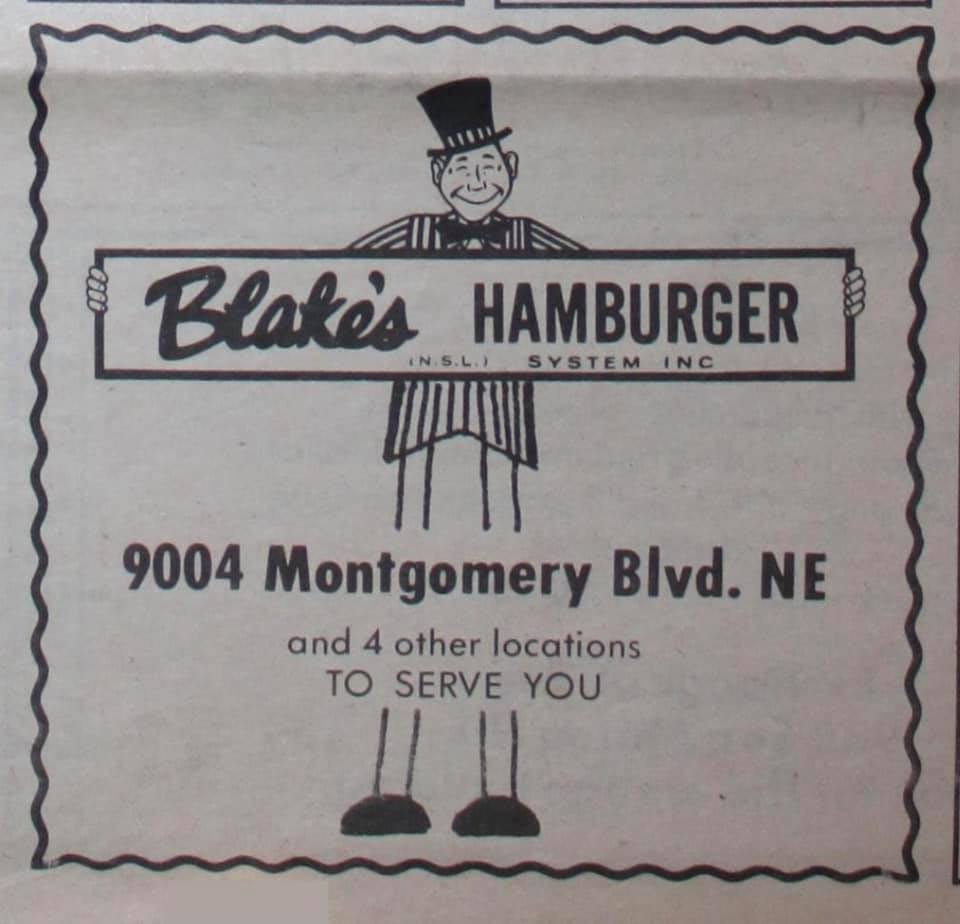 Blake's HAMBURGER
(N.S.L.) SYSTEM INC
9004 Montgomery Blvd. NE
and 4 other locations
TO SERVE YOU